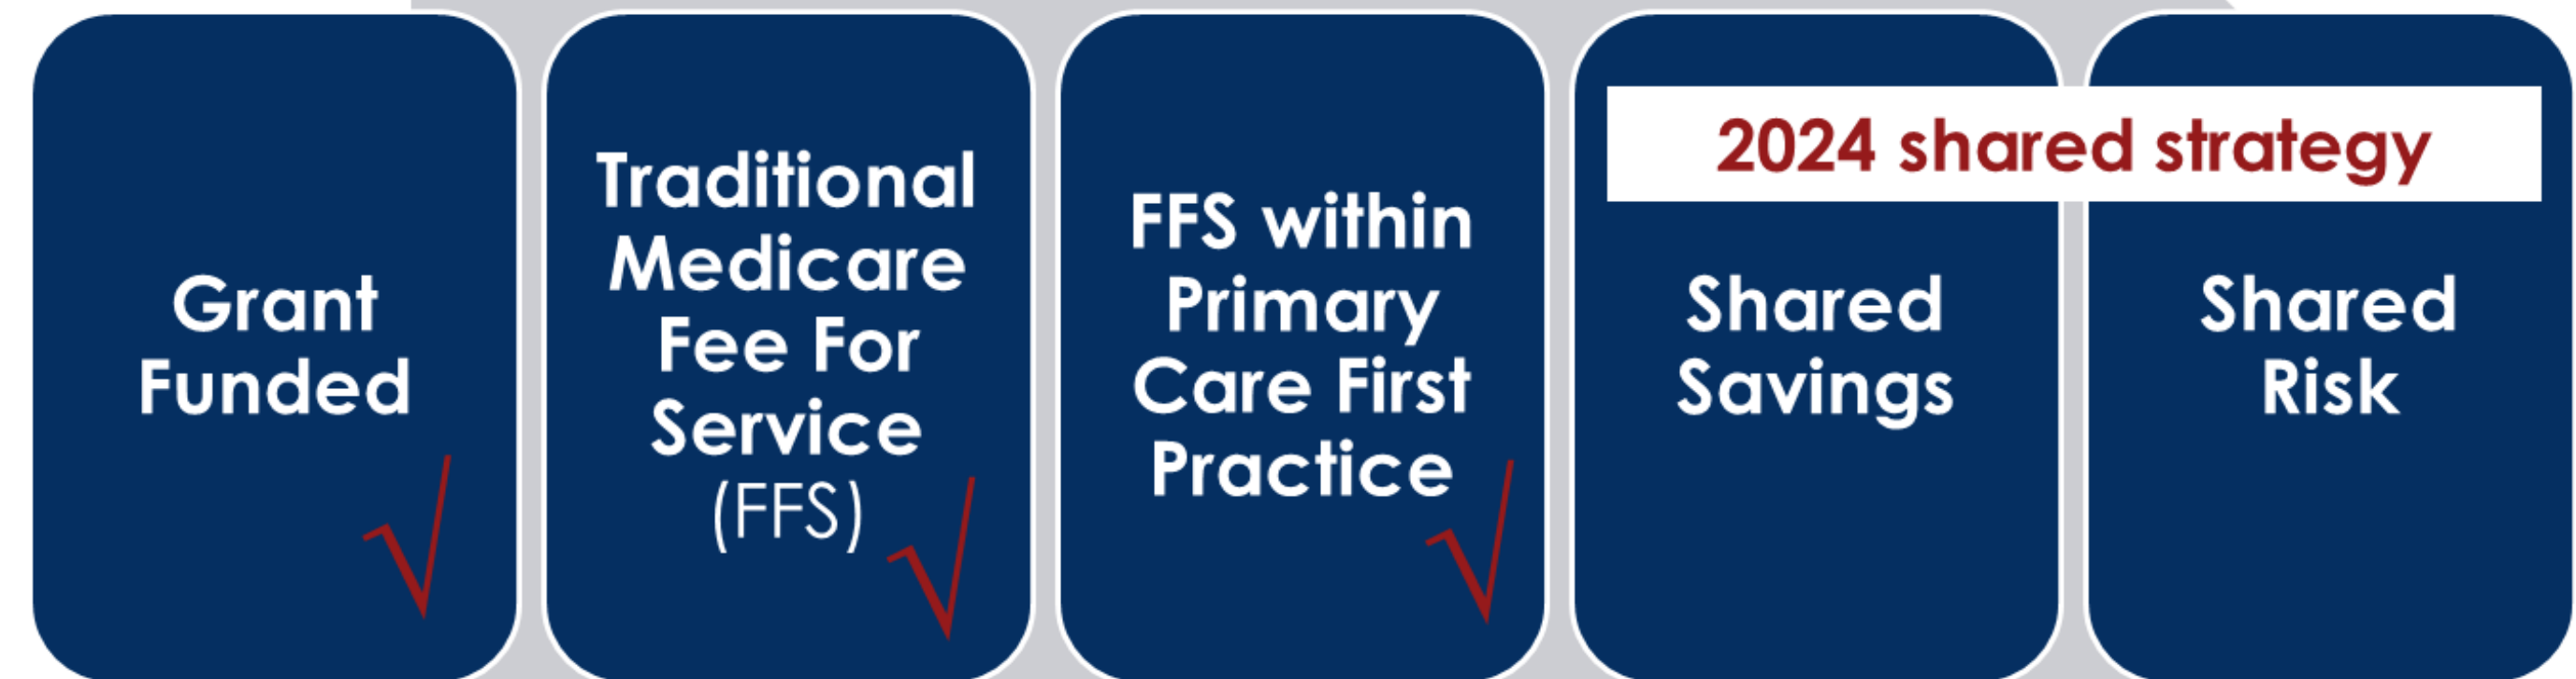 Grant
Funded
√
Traditional
Medicare
Fee For
Service
(FFS)
√
FFS within
Primary
Care First
Practice
√
2024 shared strategy
Shared
Savings
Shared
Risk